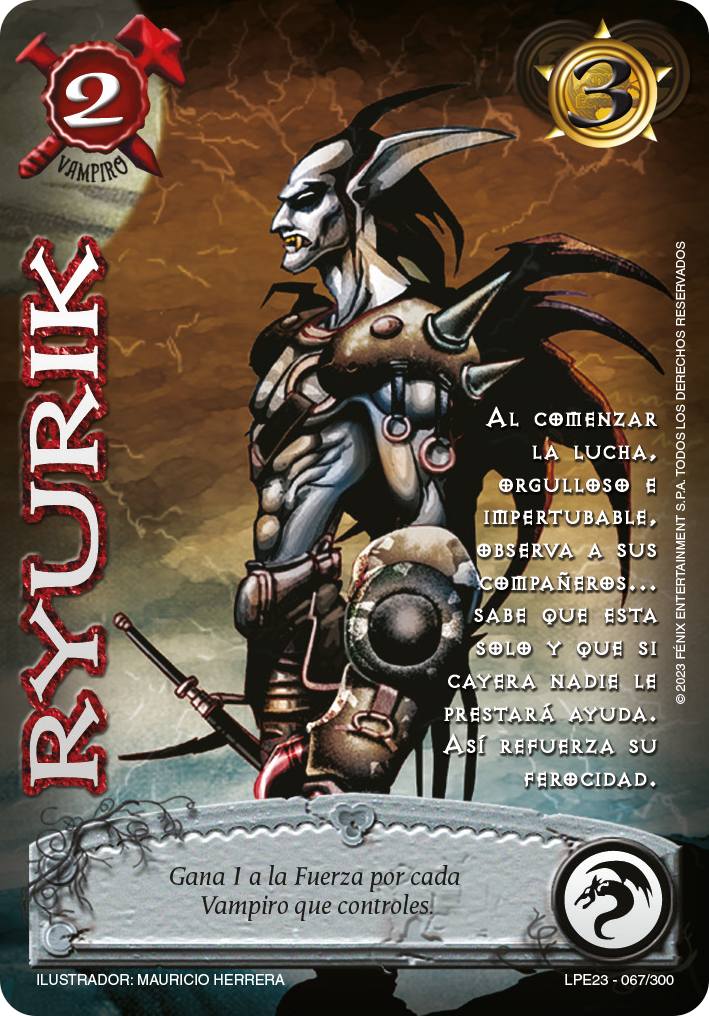 2
VAMPIRO
3
RYURIK
Al comenzar
la lucha,
orgulloso e
impertubable,
observa a sus
compañeros...
sabe que esta
solo y que si
cayera nadie le
prestará ayuda.
Así refuerza su
ferocidad.
© 2023 FÉNIX ENTERTAINMENT S.P.A. TODOS LOS DERECHOS RESERVADOS
Gana 1 a la Fuerza por cada
Vampiro que controles.
ILUSTRADOR: MAURICIO HERRERA
LPE23 - 067/300